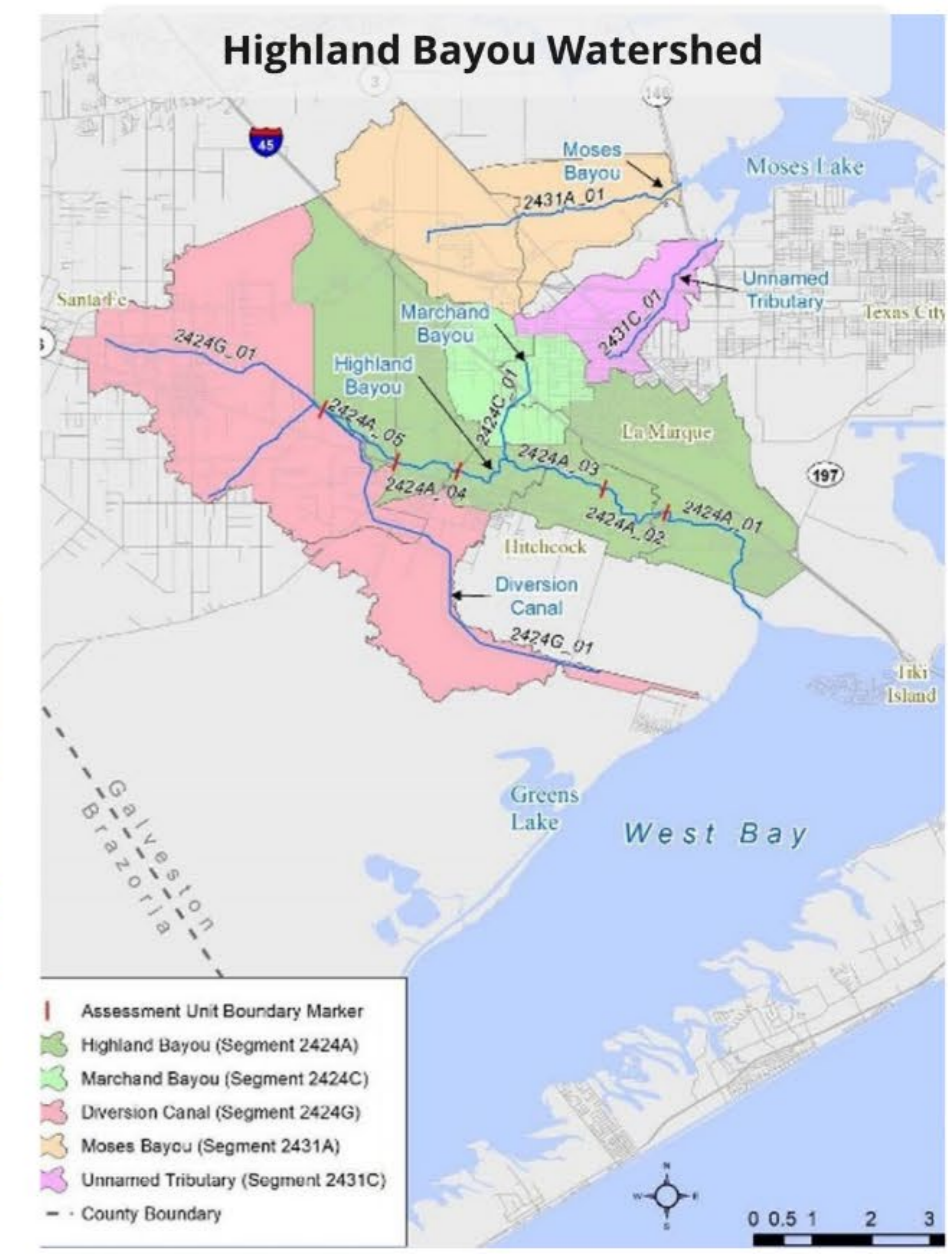 Highland Bayou Watershed
3
146
45
Moses
Bayou
Moses Lake
2431A_01
Unnamed
Tributary
Santa Fe
Marchand
Bayou
2431C_01
Texas City
2424G_01
Highland
Bayou
2424C_01
2424A_05
La Marque
2424A_03
197
2424A_04
2424A_01
2424A_02
Hitchcock
Diversion
Canal
2424G_01
Tiki
Island
Greens
Lake
West Bay
Galveston
Brazoria
Assessment Unit Boundary Marker
Highland Bayou (Segment 2424A)
Marchand Bayou (Segment 2424C)
Diversion Canal (Segment 2424G)
Moses Bayou (Segment 2431A)
Unnamed Tributary (Segment 2431C)
County Boundary
N
W E
S
0 0.5 1 2 3